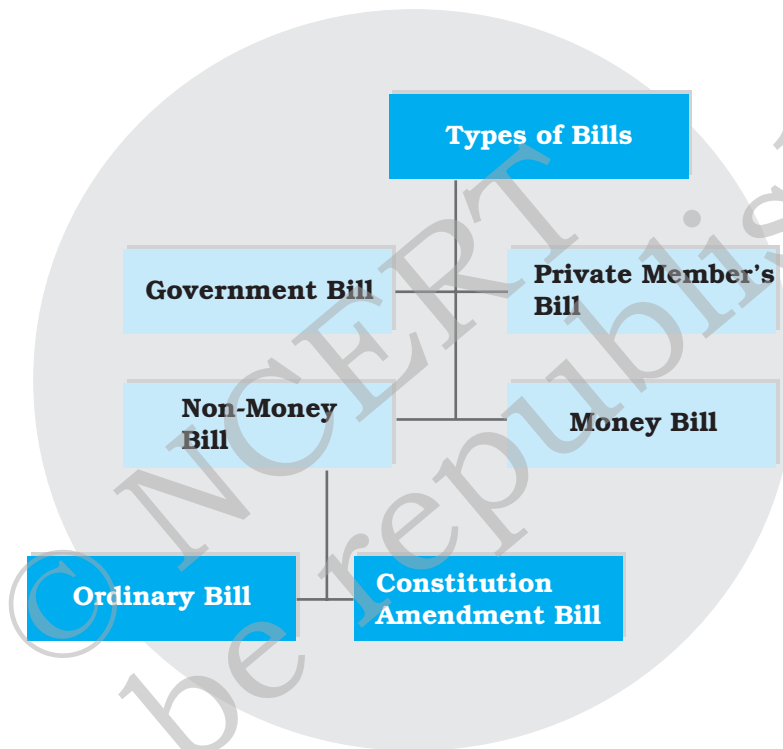 Types of Bills
Government Bill
Private Member's
Bill
Non-Money
Bill
Money Bill
Ordinary Bill
Constitution
Amendment Bill
© NCERT
be republis